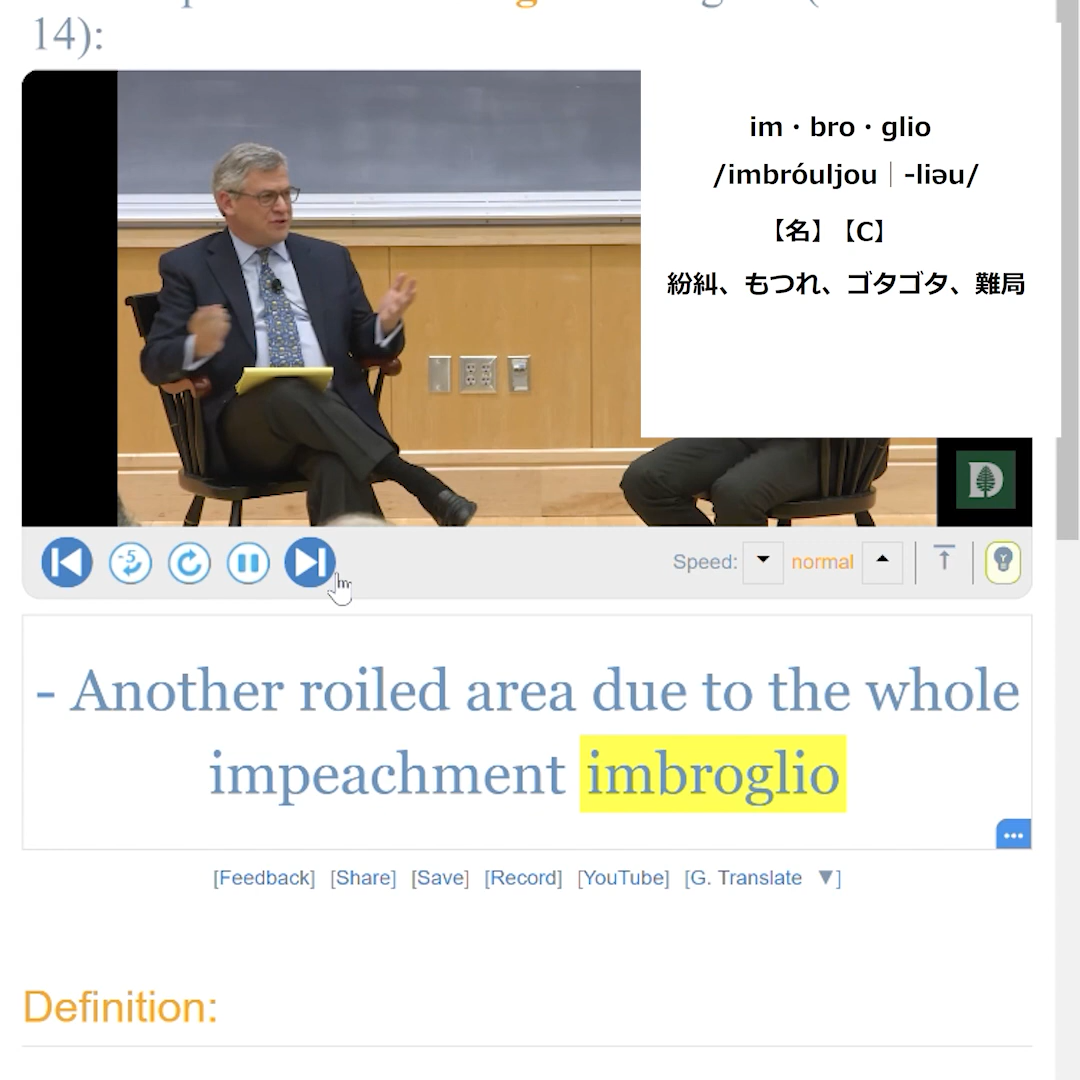 14):
im・bro・glio
/imbróuljou｜-liəu/
【名】【C】
紛糾、もつれ、ゴタゴタ、難局
D
-5
Speed: normal
- Another roiled area due to the whole
impeachment imbroglio
[Feedback] [Share] [Save] [Record] [YouTube] [G. Translate ▼]
Definition: